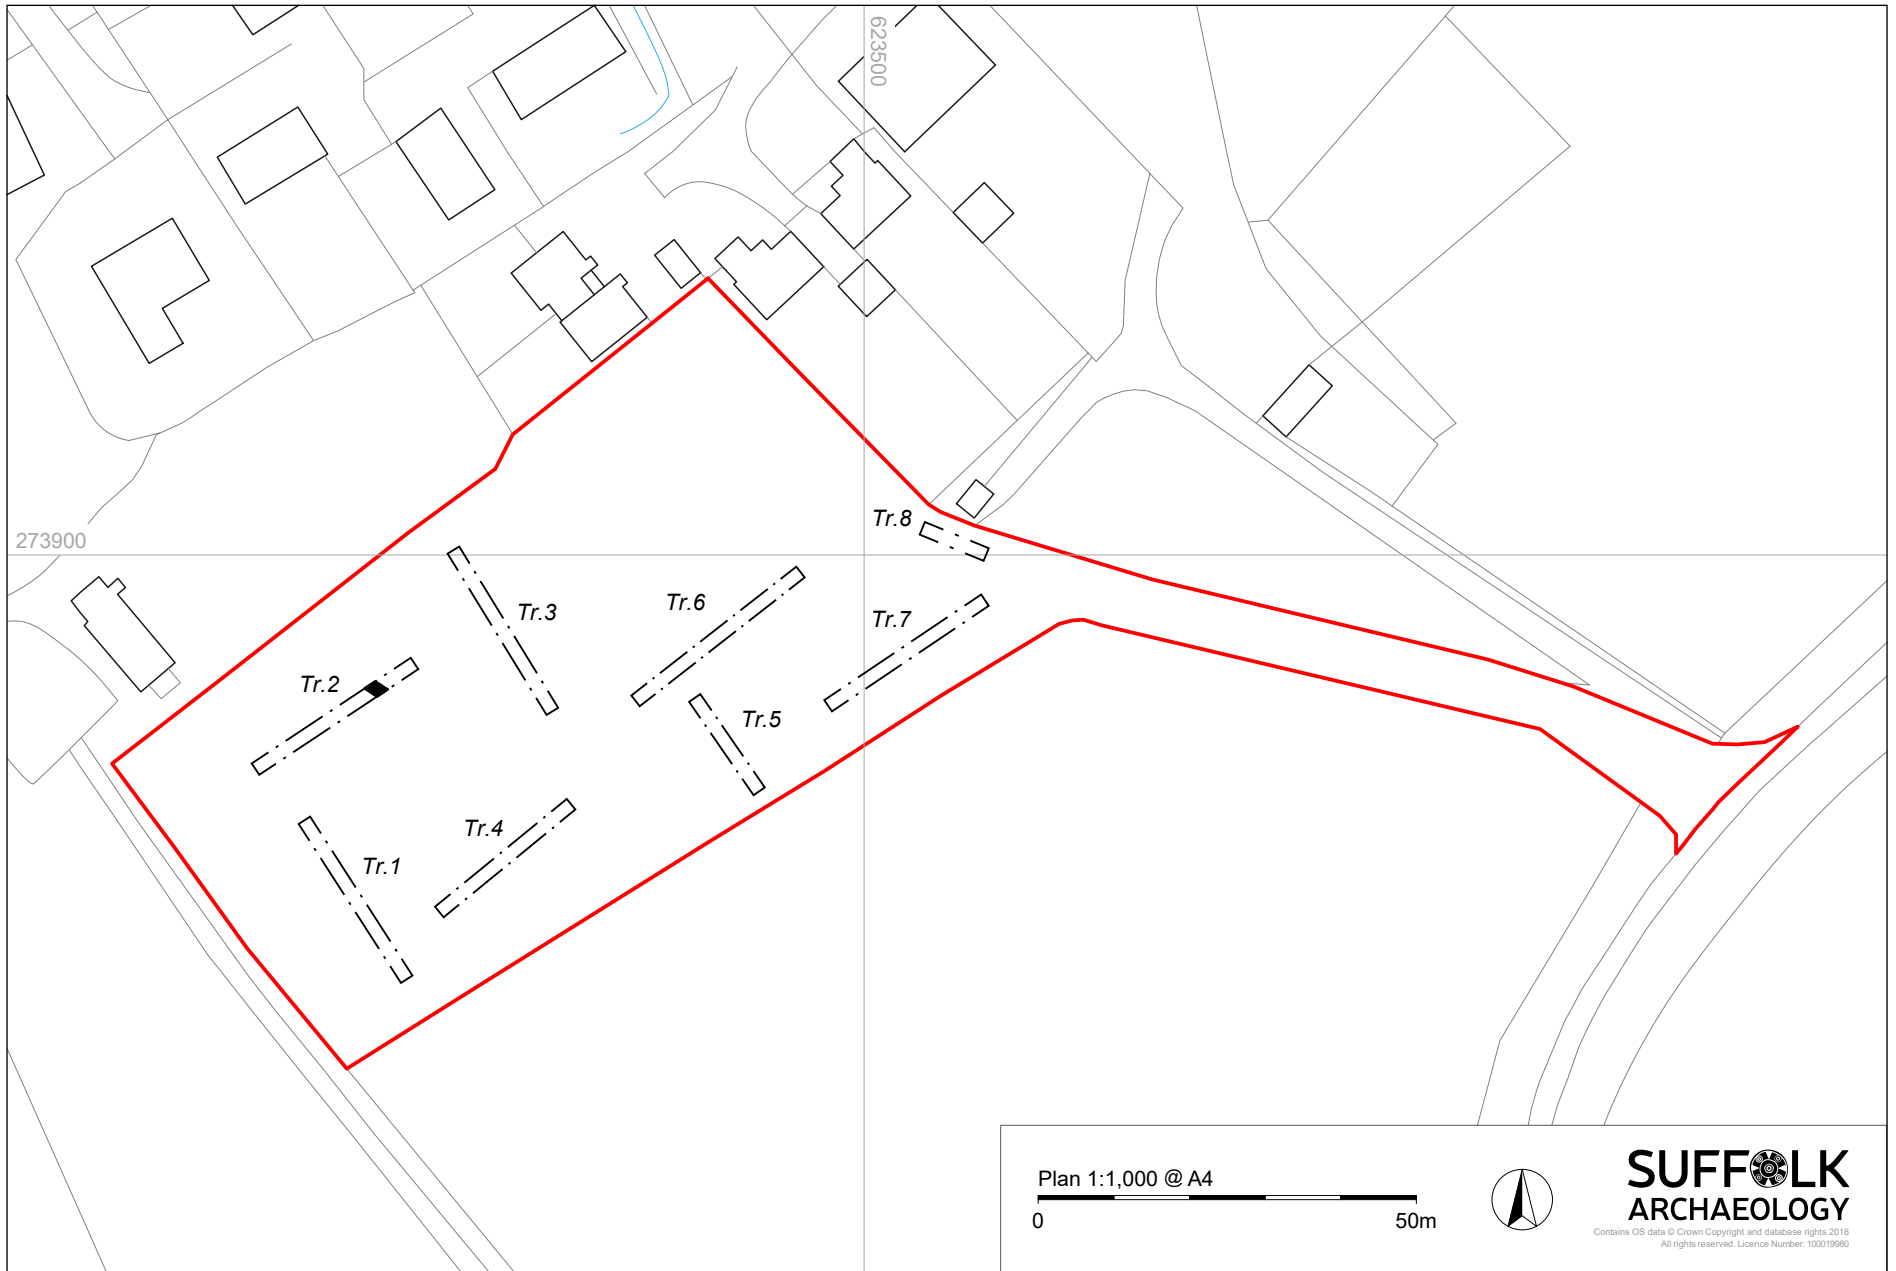 623500
273900
Tr.8
Tr.3
Tr.6
Tr.7
Tr.2
Tr.5
Tr.4
Tr.1
Plan 1:1,000 @ A4
0 50m
SUFFOLK
ARCHAEOLOGY
Contains OS data © Crown Copyright and database rights 2018
All rights reserved. Licence Number: 100019980